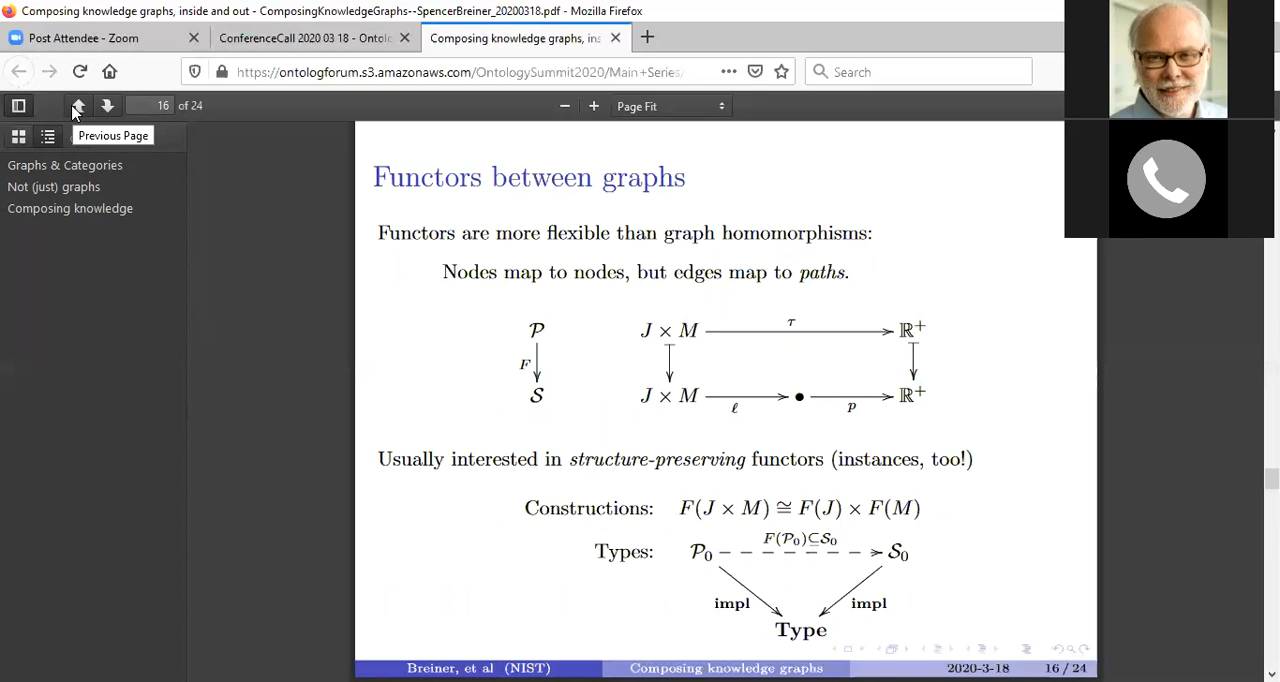 Composing knowledge graphs, inside and out - ComposingKnowledgeGraphs--SpencerBreiner_20200318.pdf - Mozilla Firefox
Post Attendee - Zoom
ConferenceCall 2020 03 18 - Ontolo
Composing knowledge graphs, ins
https://ontologforum.s3.amazonaws.com/OntologySummit2020/Main+Series/
Search
16 of 24
Page Fit
Previous Page
Graphs & Categories
Not (just) graphs
Composing knowledge
Functors between graphs
Functors are more flexible than graph homomorphisms:
Nodes map to nodes, but edges map to paths.
𝒫 J × M τ ℝ⁺
F
𝒮 J × M ℓ • p ℝ⁺
Usually interested in structure-preserving functors (instances, too!)
Constructions: F(J × M) ≅ F(J) × F(M)
Types: 𝒫₀ F(𝒫₀)⊆𝒮₀ 𝒮₀
impl impl
Type
Breiner, et al (NIST) Composing knowledge graphs 2020-3-18 16 / 24